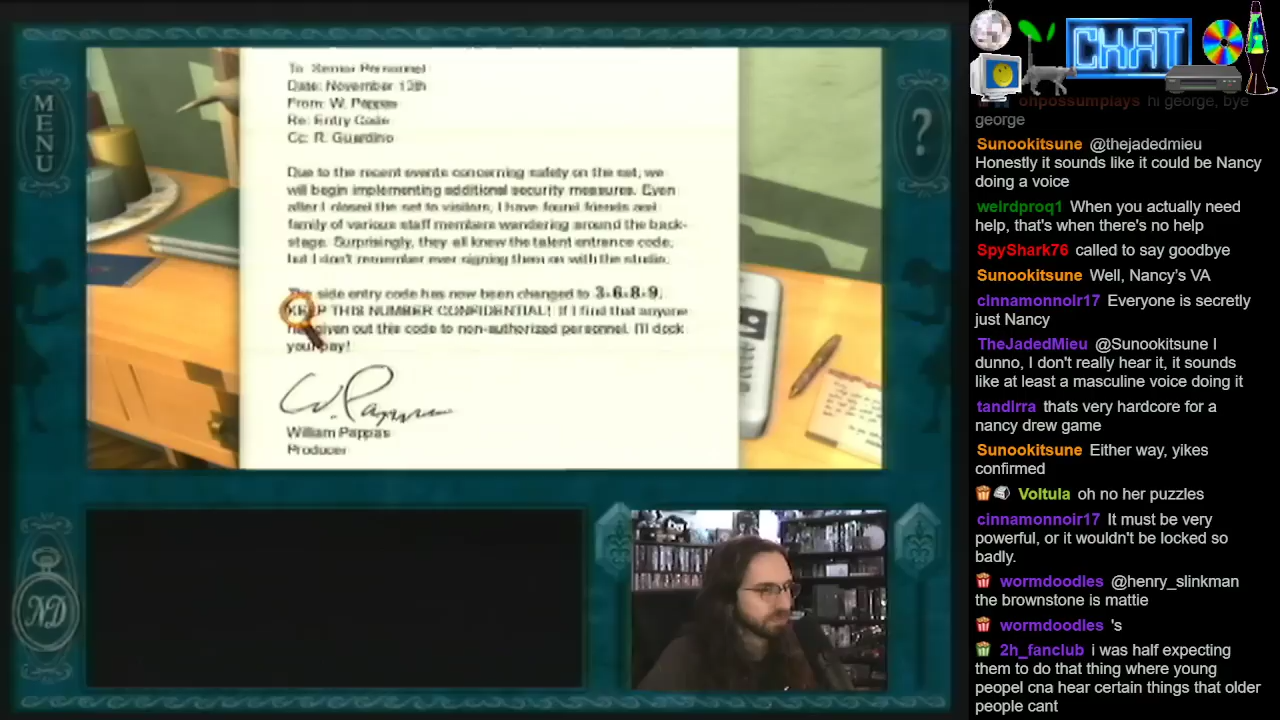 MENU
?
To: Senior Personnel
Date: November 13th
From: W. Pappas
Re: Entry Code
Cc: R. Guardino
Due to the recent events concerning safety on the set, we
will begin implementing additional security measures. Even
after I closed the set to visitors, I have found friends and
family of various staff members wandering around the back-
stage. Surprisingly, they all knew the talent entrance code,
but I don't remember ever signing them on with the studio.
The side entry code has now been changed to 3-6-8-9.
KEEP THIS NUMBER CONFIDENTIAL! If I find that anyone
has given out this code to non-authorized personnel, I'll dock
your pay!
W. Pappas
William Pappas
Producer
ND
CHAT
ohpossumplays hi george, bye
george
Sunookitsune @thejadedmieu
Honestly it sounds like it could be Nancy
doing a voice
weirdproq1 When you actually need
help, that's when there's no help
SpyShark76 called to say goodbye
Sunookitsune Well, Nancy's VA
cinnamonnoir17 Everyone is secretly
just Nancy
TheJadedMieu @Sunookitsune I
dunno, I don't really hear it, it sounds
like at least a masculine voice doing it
tandlrra thats very hardcore for a
nancy drew game
Sunookitsune Either way, yikes
confirmed
Voltula oh no her puzzles
cinnamonnoir17 It must be very
powerful, or it wouldn't be locked so
badly.
wormdoodles @henry_slinkman
the brownstone is mattie
wormdoodles 's
2h_fanclub i was half expecting
them to do that thing where young
peopel cna hear certain things that older
people cant